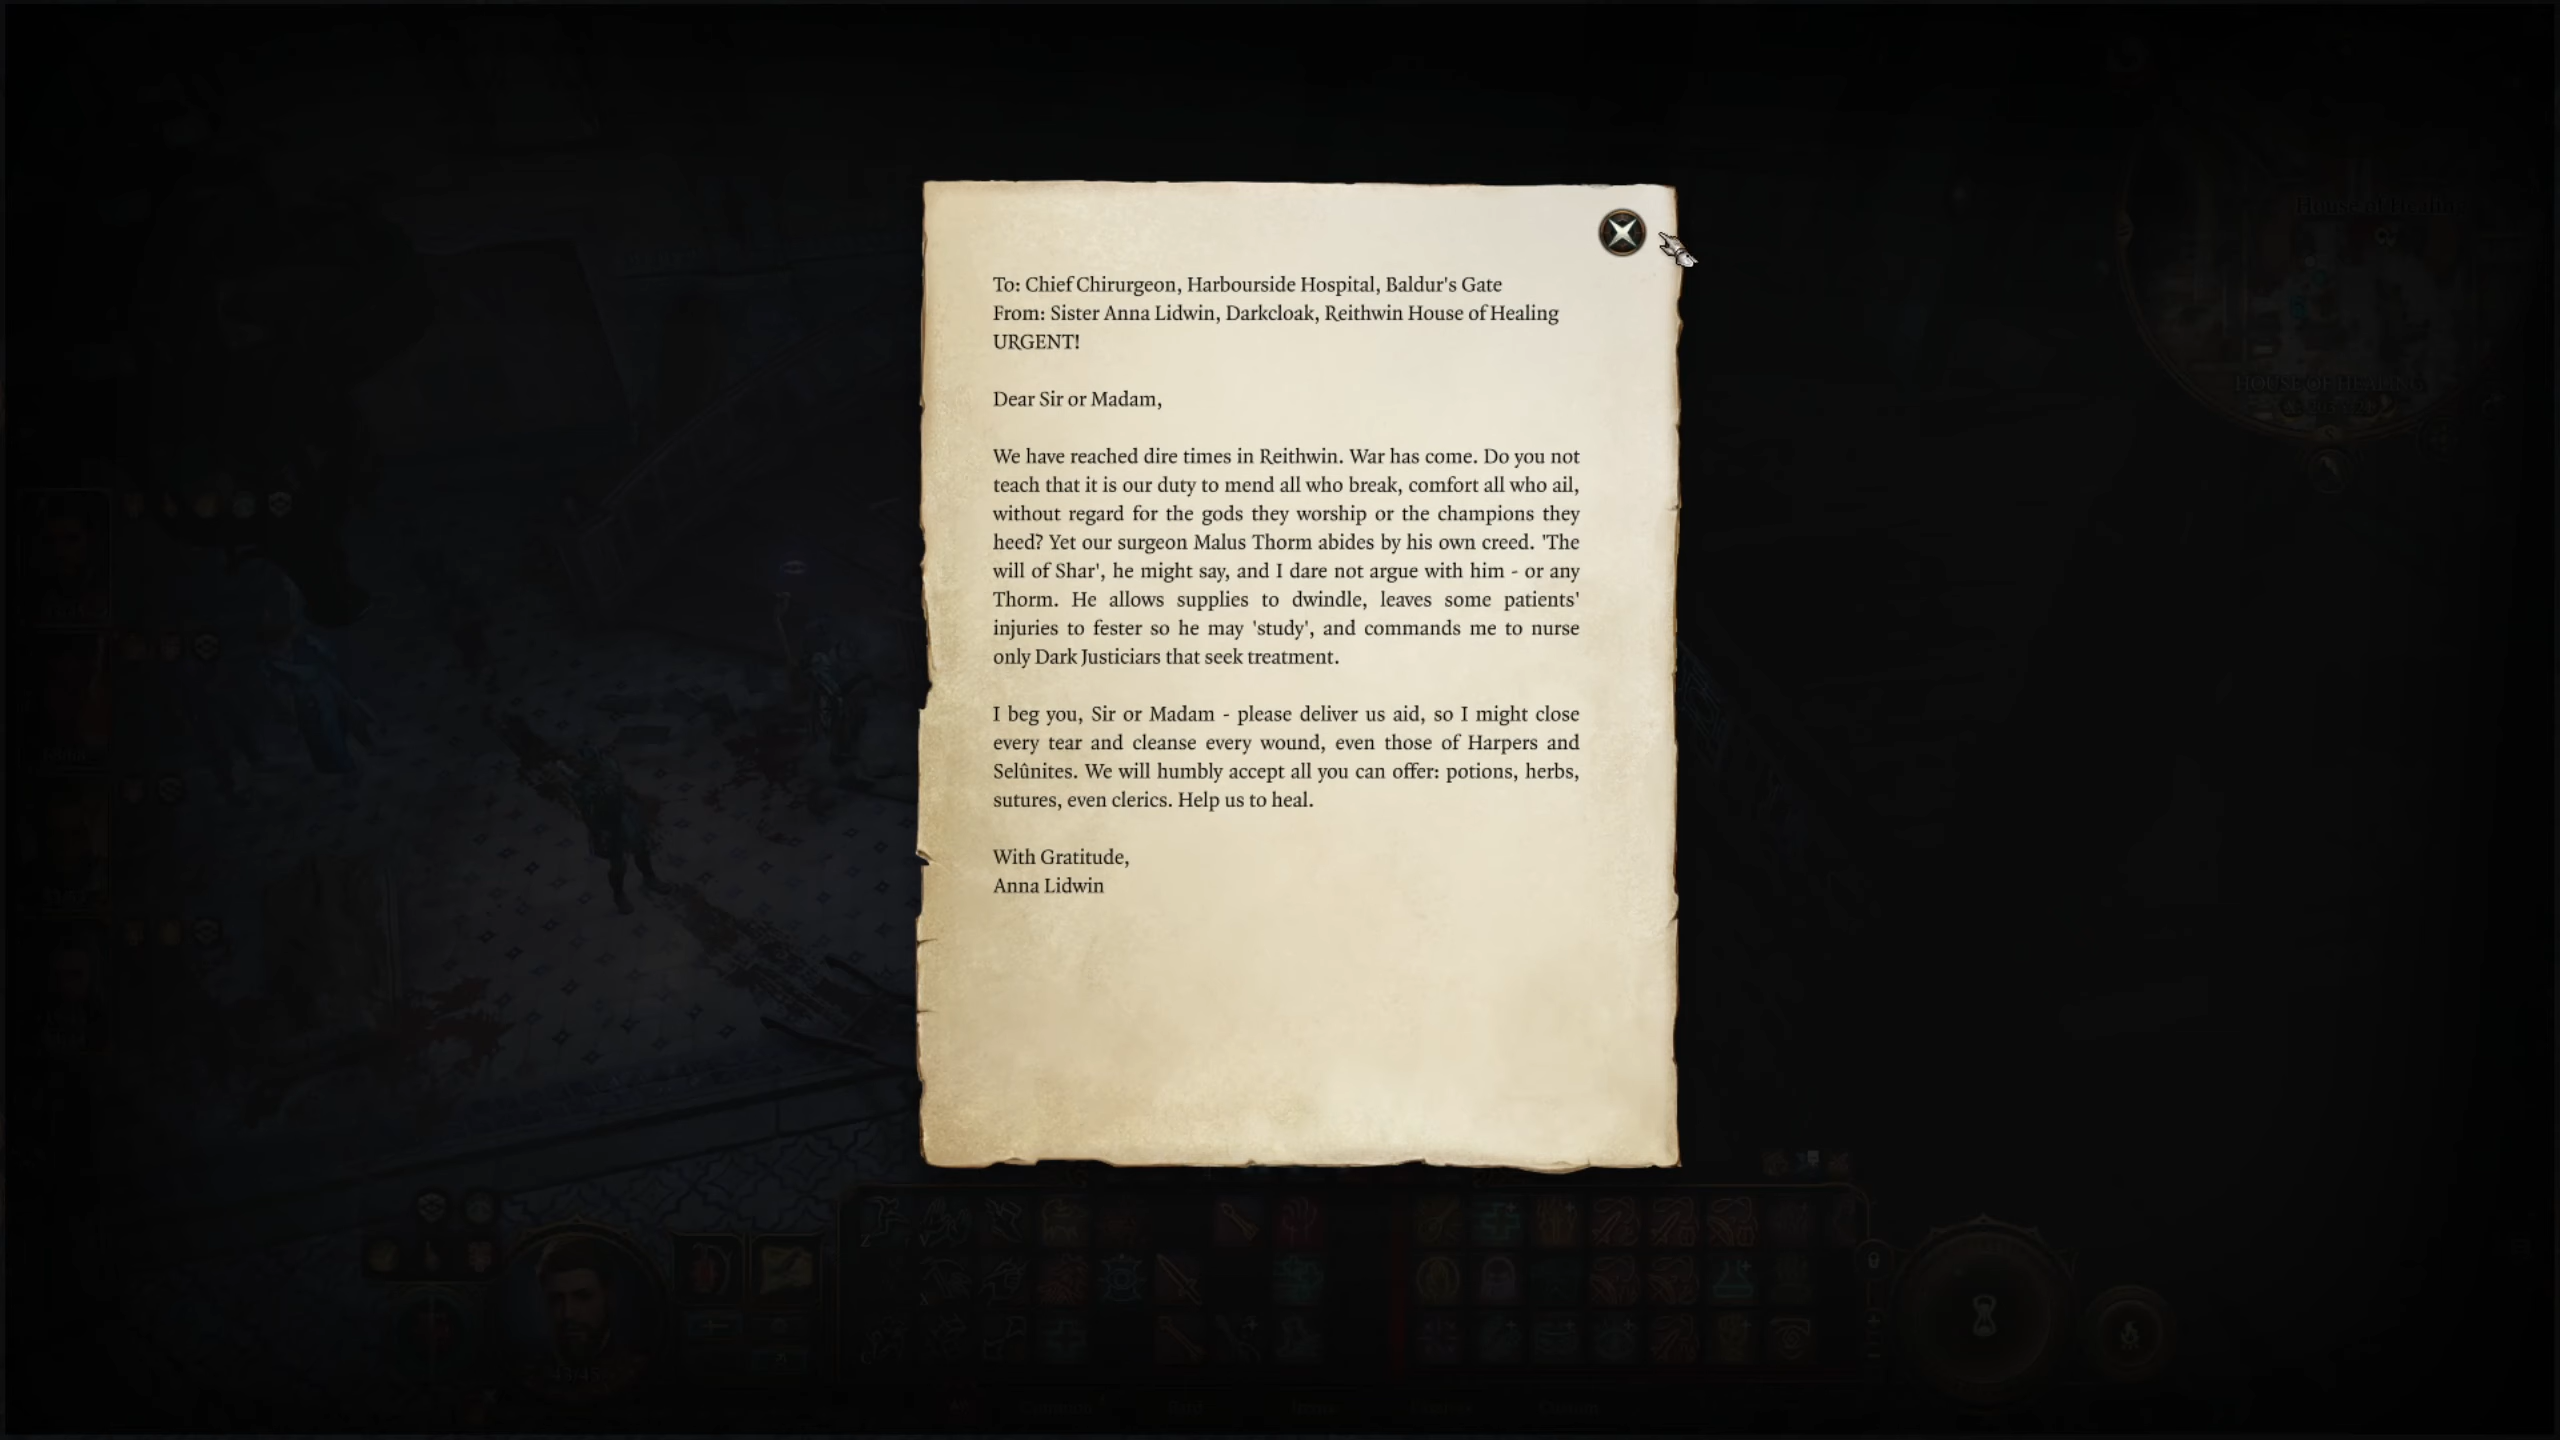 House of Healing
To: Chief Chirurgeon, Harbourside Hospital, Baldur's Gate
From: Sister Anna Lidwin, Darkcloak, Reithwin House of Healing
URGENT!
Dear Sir or Madam,
We have reached dire times in Reithwin. War has come. Do you not
teach that it is our duty to mend all who break, comfort all who ail,
without regard for the gods they worship or the champions they
heed? Yet our surgeon Malus Thorm abides by his own creed. 'The
will of Shar', he might say, and I dare not argue with him - or any
Thorm. He allows supplies to dwindle, leaves some patients'
injuries to fester so he may 'study', and commands me to nurse
only Dark Justiciars that seek treatment.
I beg you, Sir or Madam - please deliver us aid, so I might close
every tear and cleanse every wound, even those of Harpers and
Selûnites. We will humbly accept all you can offer: potions, herbs,
sutures, even clerics. Help us to heal.
With Gratitude,
Anna Lidwin
HOUSE OF HEALING